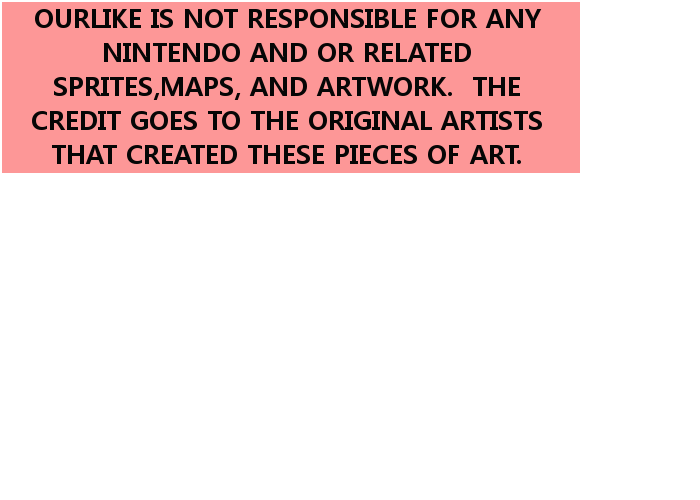 OURLIKE IS NOT RESPONSIBLE FOR ANY
NINTENDO AND OR RELATED
SPRITES,MAPS, AND ARTWORK.  THE
CREDIT GOES TO THE ORIGINAL ARTISTS
THAT CREATED THESE PIECES OF ART.